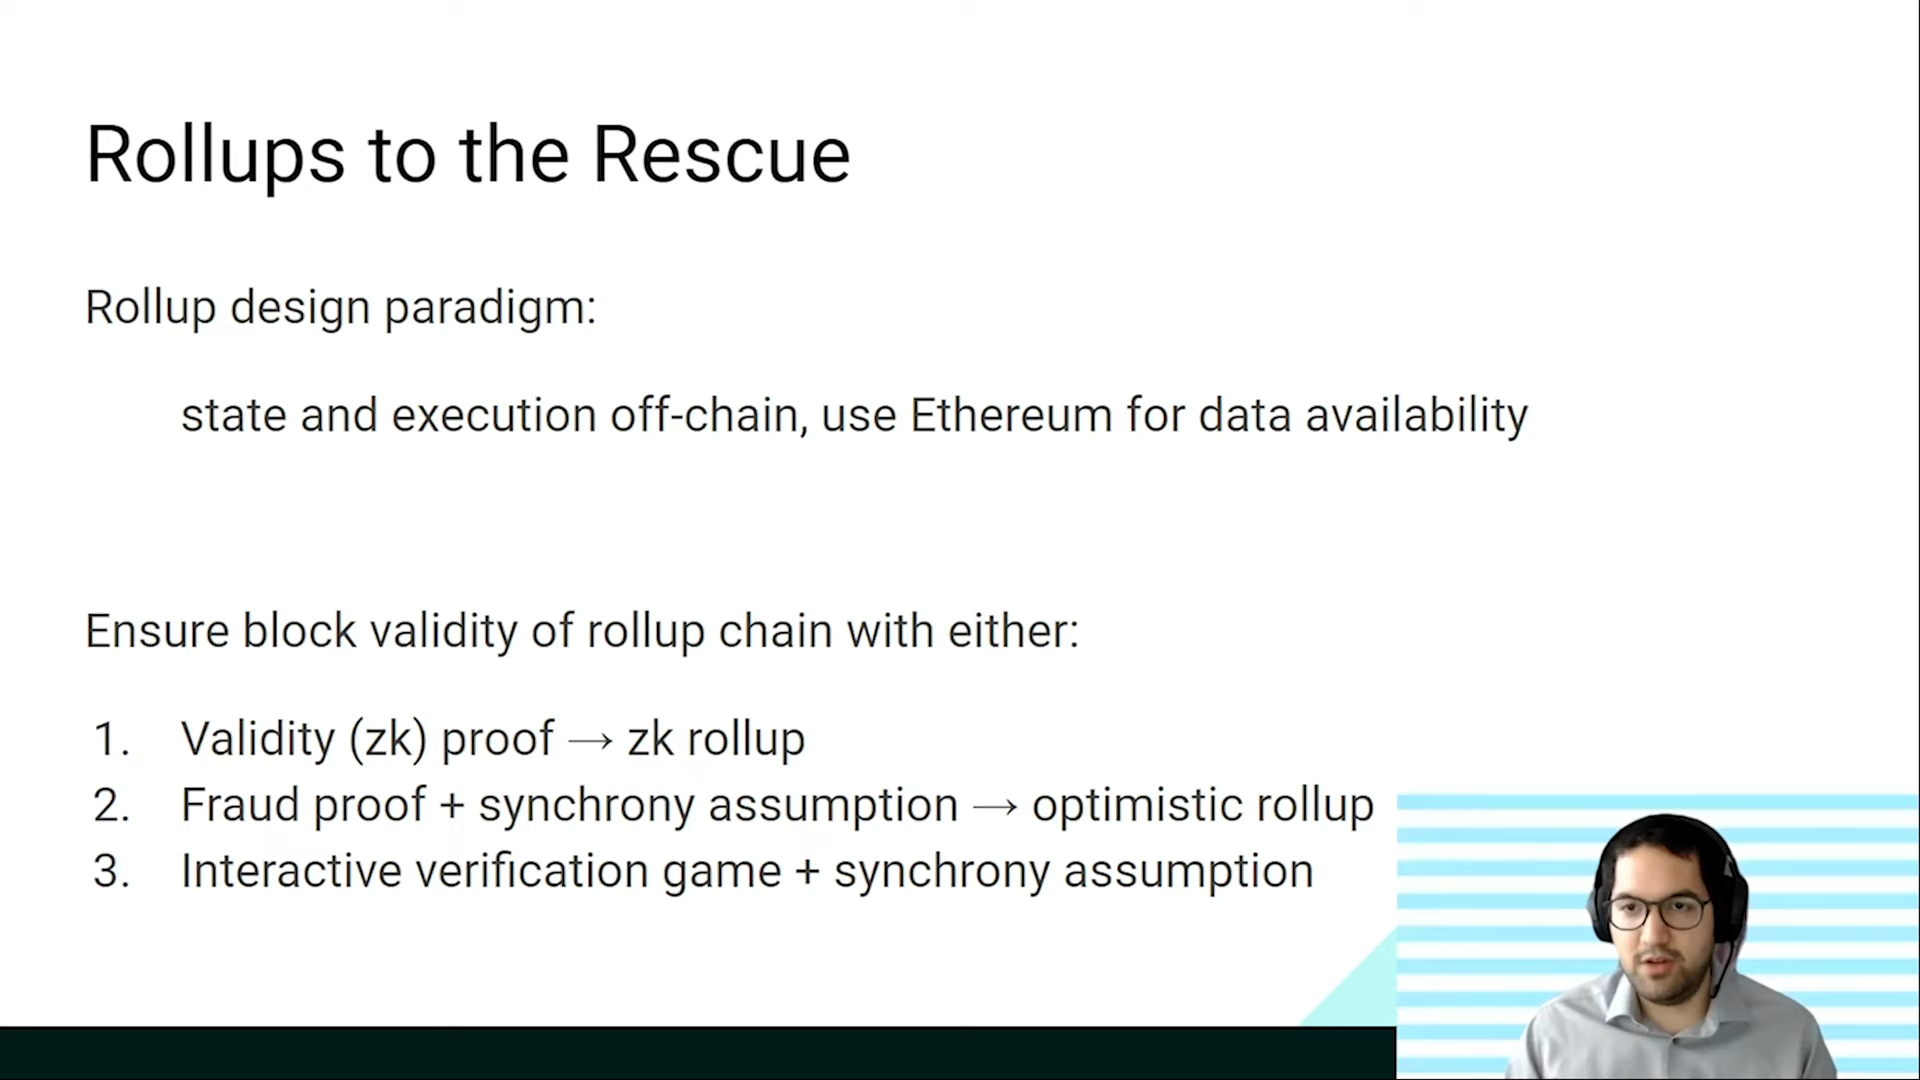 Rollups to the Rescue
Rollup design paradigm:
state and execution off-chain, use Ethereum for data availability
Ensure block validity of rollup chain with either:
1. Validity (zk) proof → zk rollup
2. Fraud proof + synchrony assumption → optimistic rollup
3. Interactive verification game + synchrony assumption